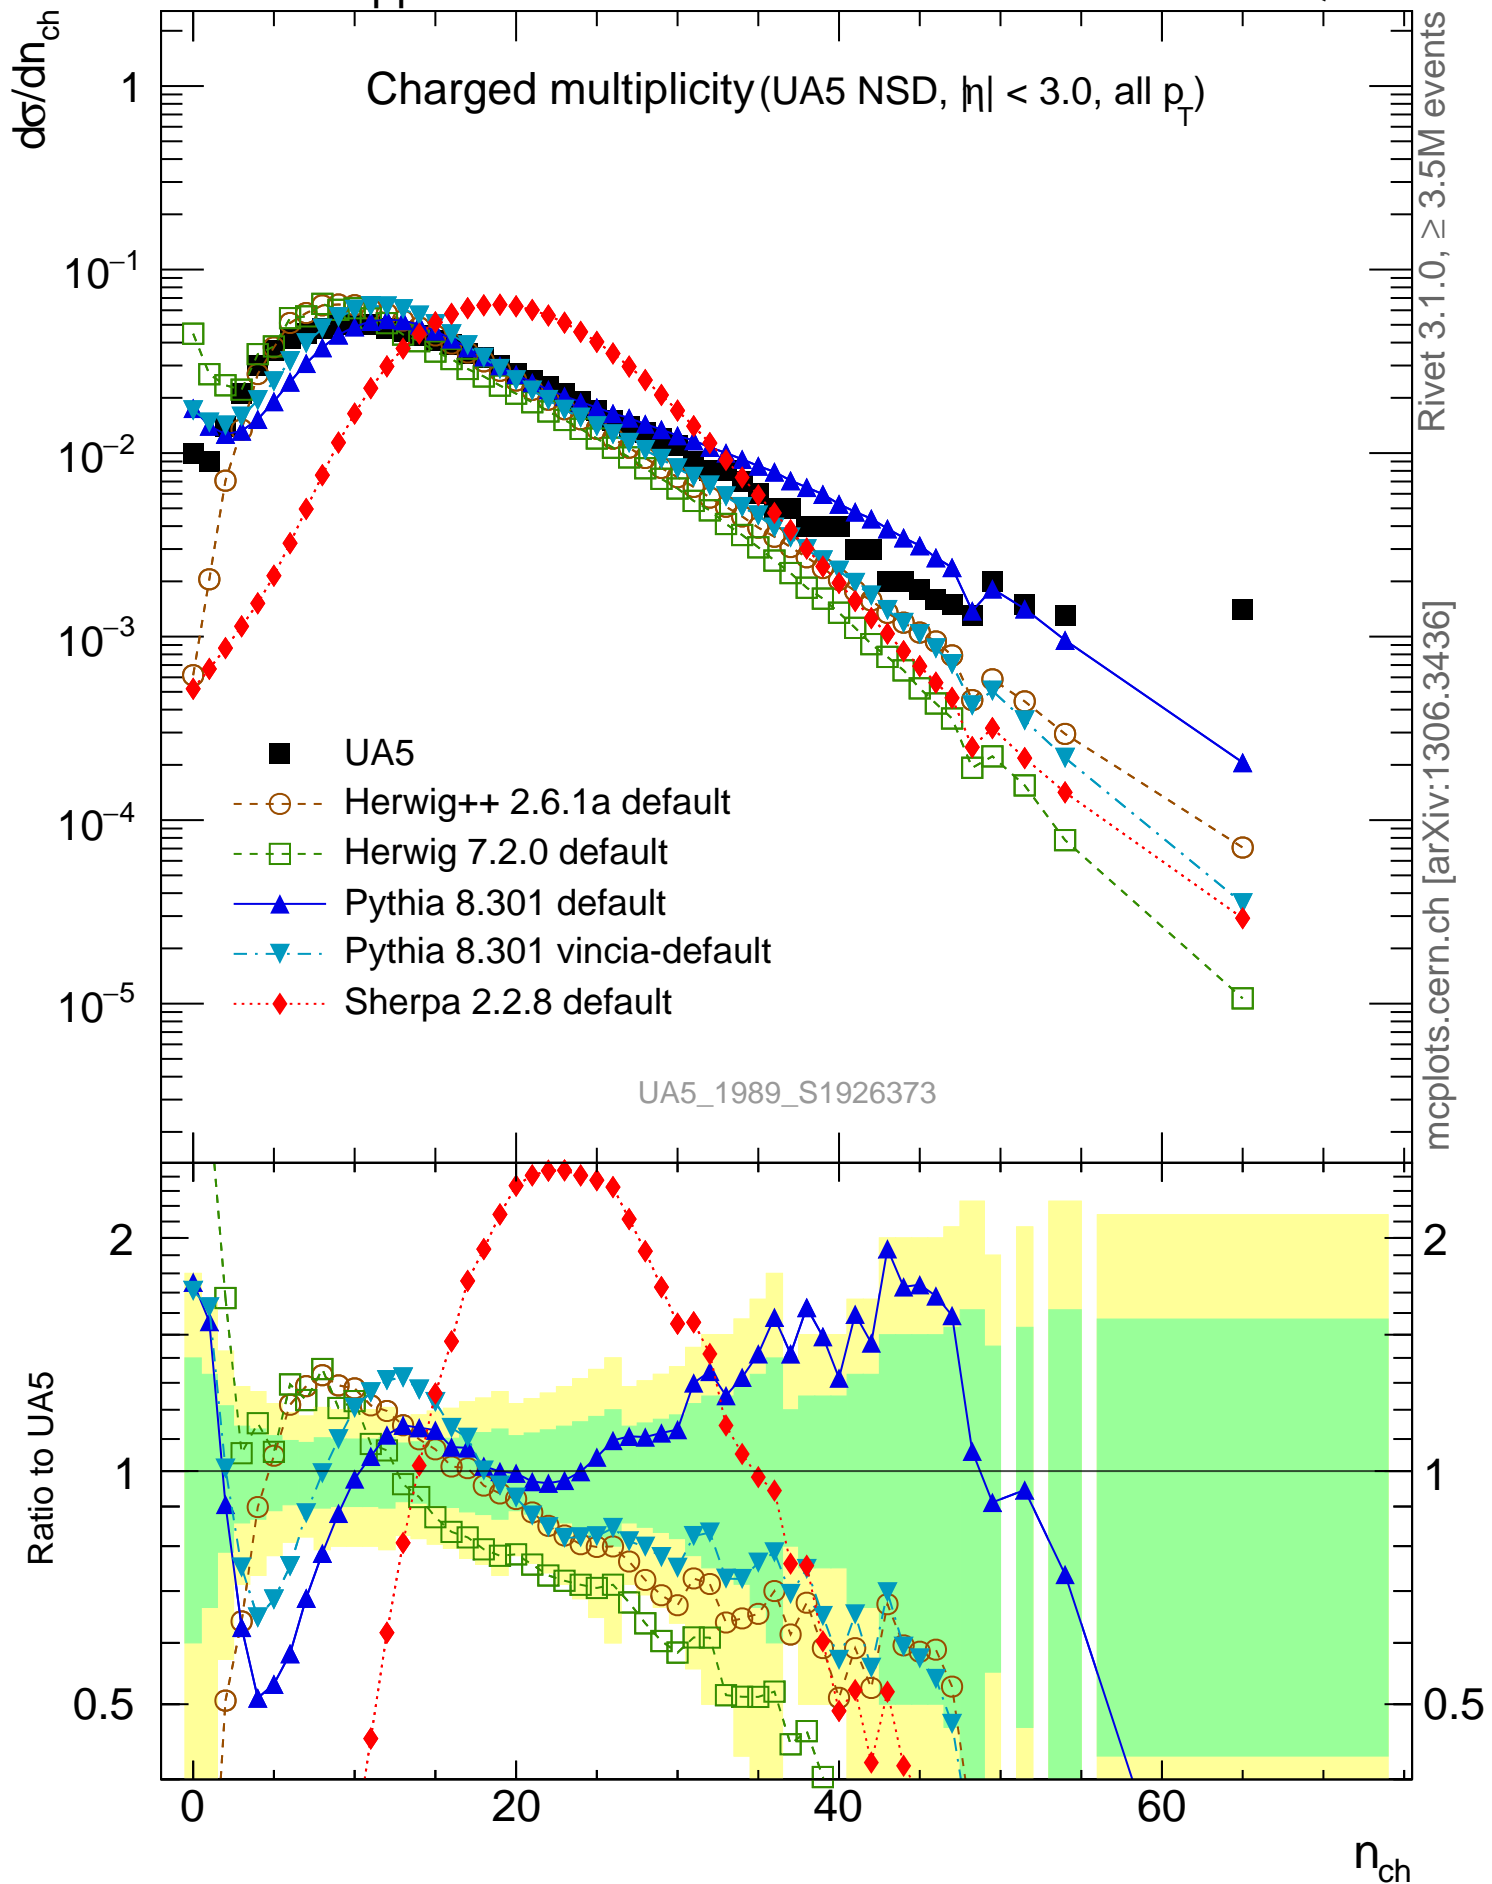 pp
dσ/dn_ch
Charged multiplicity (UA5 NSD, |η| < 3.0, all p_T)
1
10^−1
10^−2
10^−3
10^−4
10^−5
UA5
Herwig++ 2.6.1a default
Herwig 7.2.0 default
Pythia 8.301 default
Pythia 8.301 vincia-default
Sherpa 2.2.8 default
UA5_1989_S1926373
Rivet 3.1.0, ≥ 3.5M events
mcplots.cern.ch [arXiv:1306.3436]
Ratio to UA5
2
1
0.5
2
1
0.5
0 20 40 60
n_ch